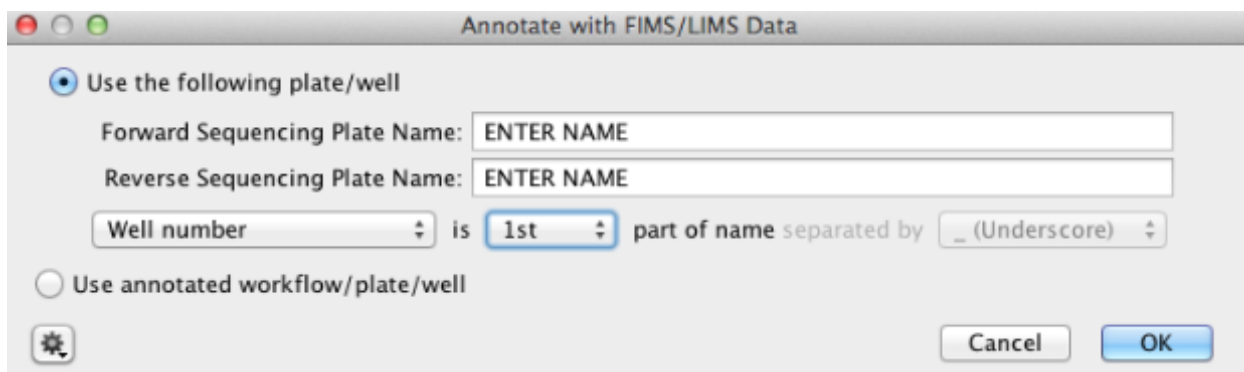 Annotate with FIMS/LIMS Data
Use the following plate/well
Forward Sequencing Plate Name: ENTER NAME
Reverse Sequencing Plate Name: ENTER NAME
Well number is 1st part of name separated by _ (Underscore)
Use annotated workflow/plate/well
Cancel OK